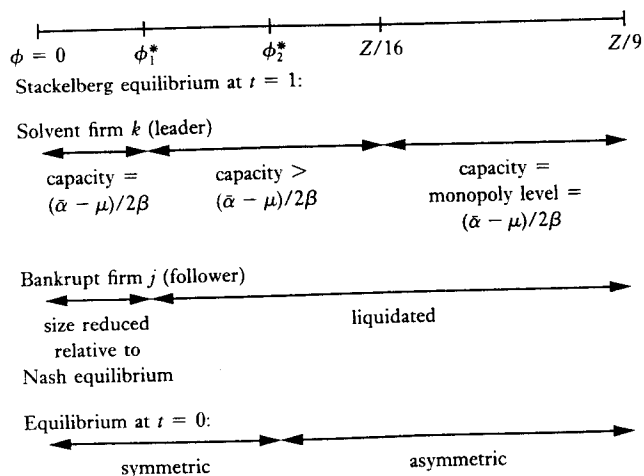 ϕ = 0 ϕ₁* ϕ₂* Z/16 Z/9
Stackelberg equilibrium at t = 1:
Solvent firm k (leader)
capacity = capacity > capacity =
(ᾱ − μ)/2β (ᾱ − μ)/2β monopoly level =
(ᾱ − μ)/2β
Bankrupt firm j (follower)
size reduced liquidated
relative to
Nash equilibrium
Equilibrium at t = 0:
symmetric asymmetric